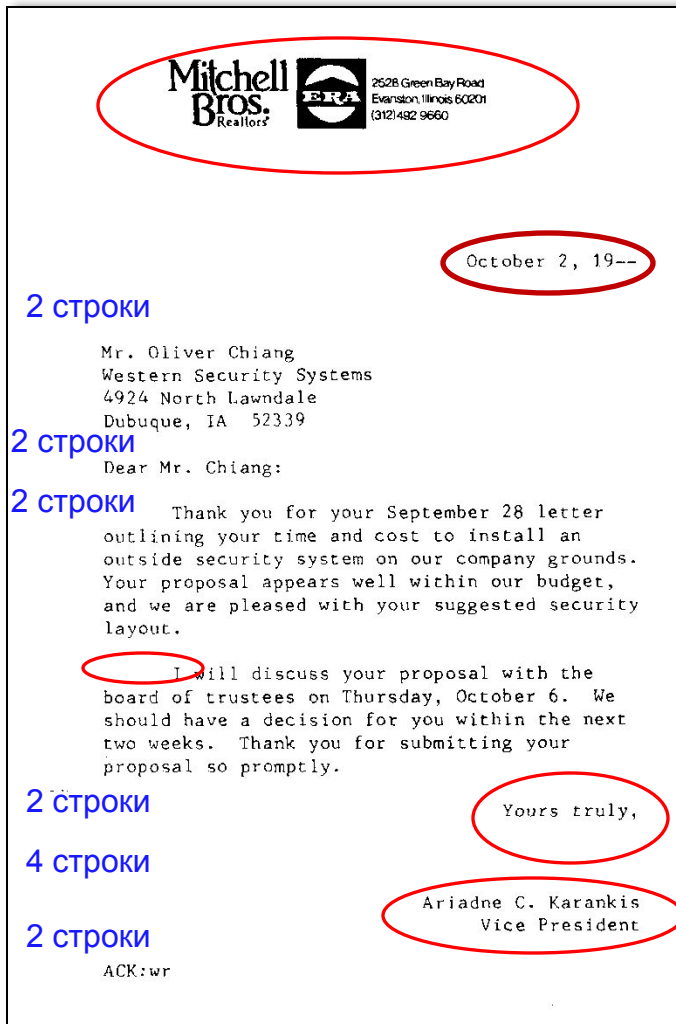 Mitchell
Bros.
Realtors
ERA
2528 Green Bay Road
Evanston, Illinois 60201
(312) 492 9660
October 2, 19--
2 строки
Mr. Oliver Chiang
Western Security Systems
4924 North Lawndale
Dubuque, IA 52339
2 строки
Dear Mr. Chiang:
2 строки
Thank you for your September 28 letter
outlining your time and cost to install an
outside security system on our company grounds.
Your proposal appears well within our budget,
and we are pleased with your suggested security
layout.
I will discuss your proposal with the
board of trustees on Thursday, October 6. We
should have a decision for you within the next
two weeks. Thank you for submitting your
proposal so promptly.
2 строки
Yours truly,
4 строки
Ariadne C. Karankis
Vice President
2 строки
ACK:wr